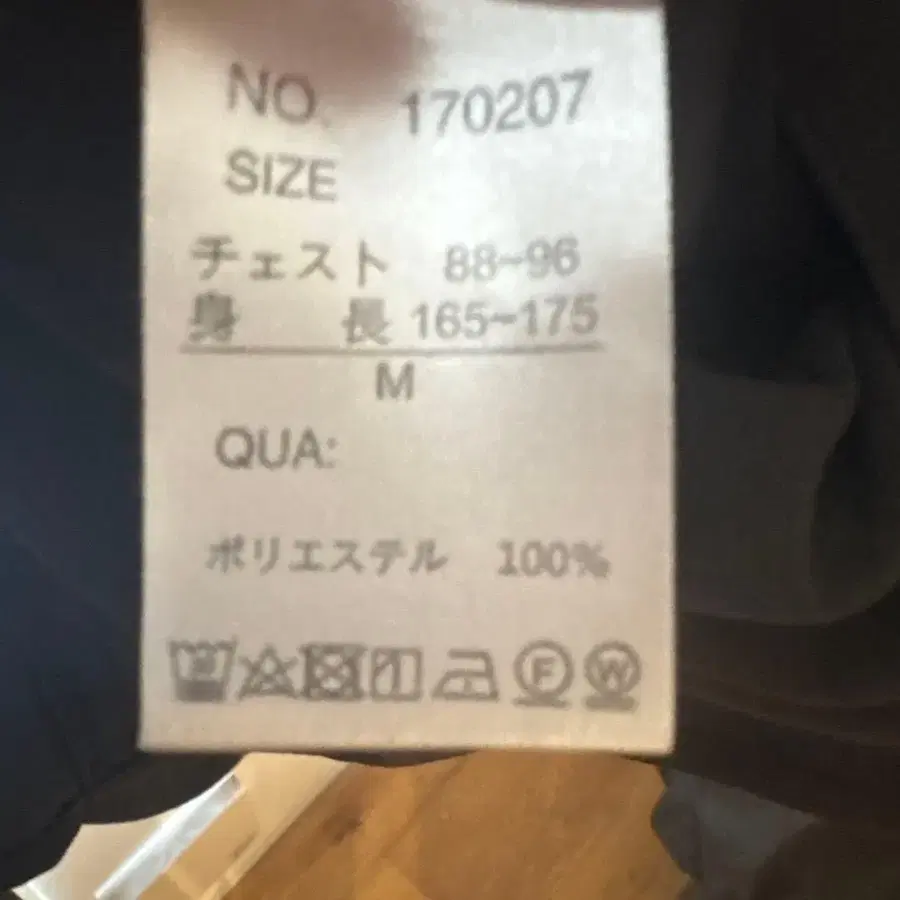 NO. 170207
SIZE
チェスト 88~96
身 長 165~175
M
QUA:
ポリエステル 100%
F W